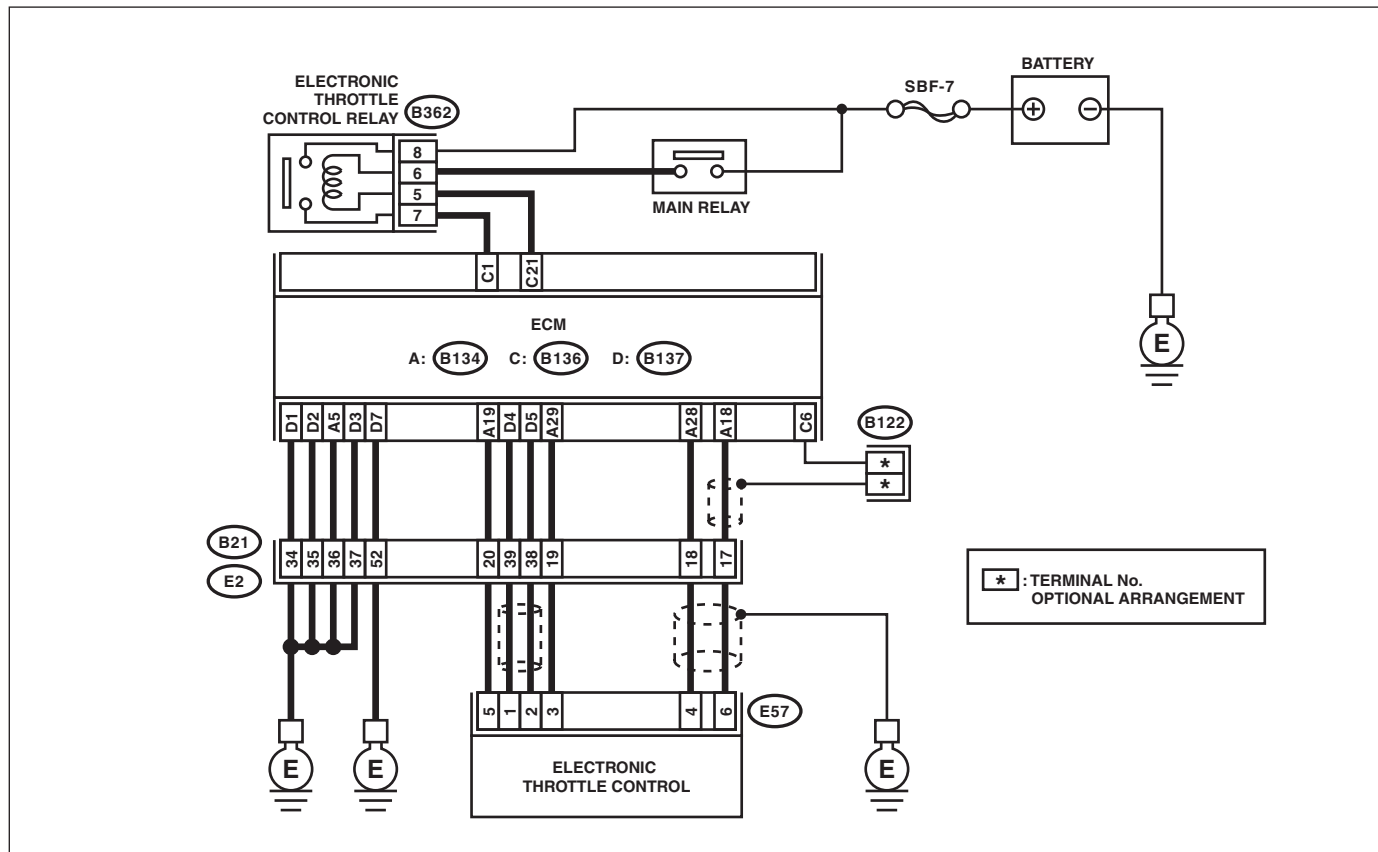 BATTERY
SBF-7
+
−
ELECTRONIC
THROTTLE
CONTROL RELAY
B362
8
6
5
7
MAIN RELAY
E
C1
C21
ECM
A: B134 C: B136 D: B137
D1
D2
A5
D3
D7
A19
D4
D5
A29
A28
A18
C6
B122
*
*
B21
E2
34
35
36
37
52
20
39
38
19
18
17
* : TERMINAL No.
OPTIONAL ARRANGEMENT
5
1
2
3
4
6
E57
ELECTRONIC
THROTTLE CONTROL
E
E
E